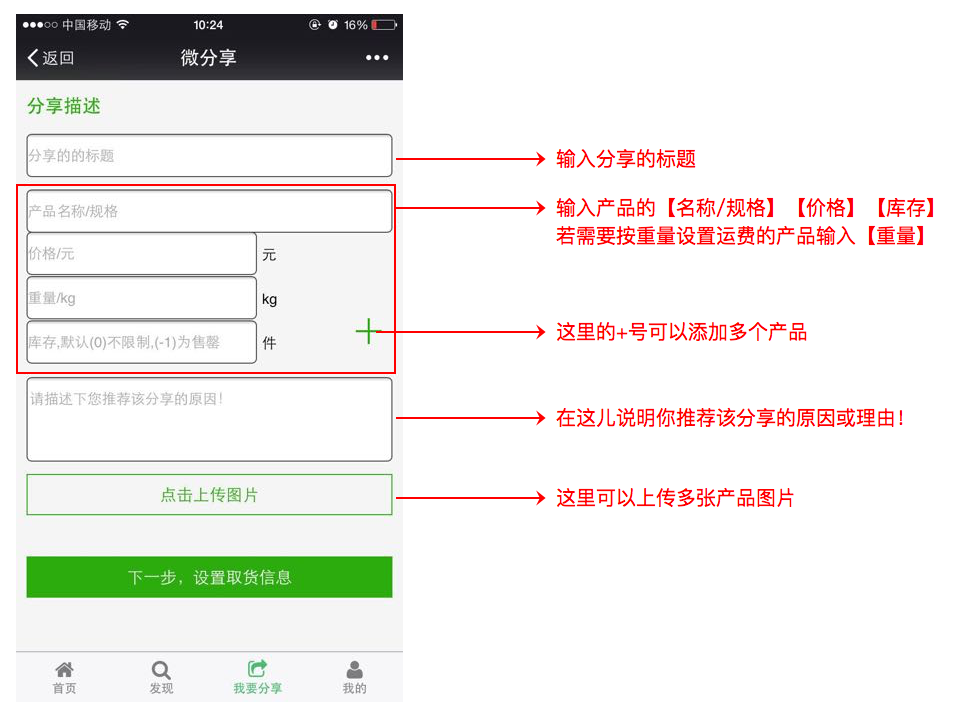 ●●●○○ 中国移动 10:24 16%
返回 微分享 •••
分享描述
分享的的标题
输入分享的标题
产品名称/规格
输入产品的【名称/规格】【价格】【库存】
若需要按重量设置运费的产品输入【重量】
价格/元 元
重量/kg kg
库存,默认(0)不限制,(-1)为售罄 件
这里的+号可以添加多个产品
请描述下您推荐该分享的原因!
在这儿说明你推荐该分享的原因或理由!
点击上传图片
这里可以上传多张产品图片
下一步，设置取货信息
首页 发现 我要分享 我的